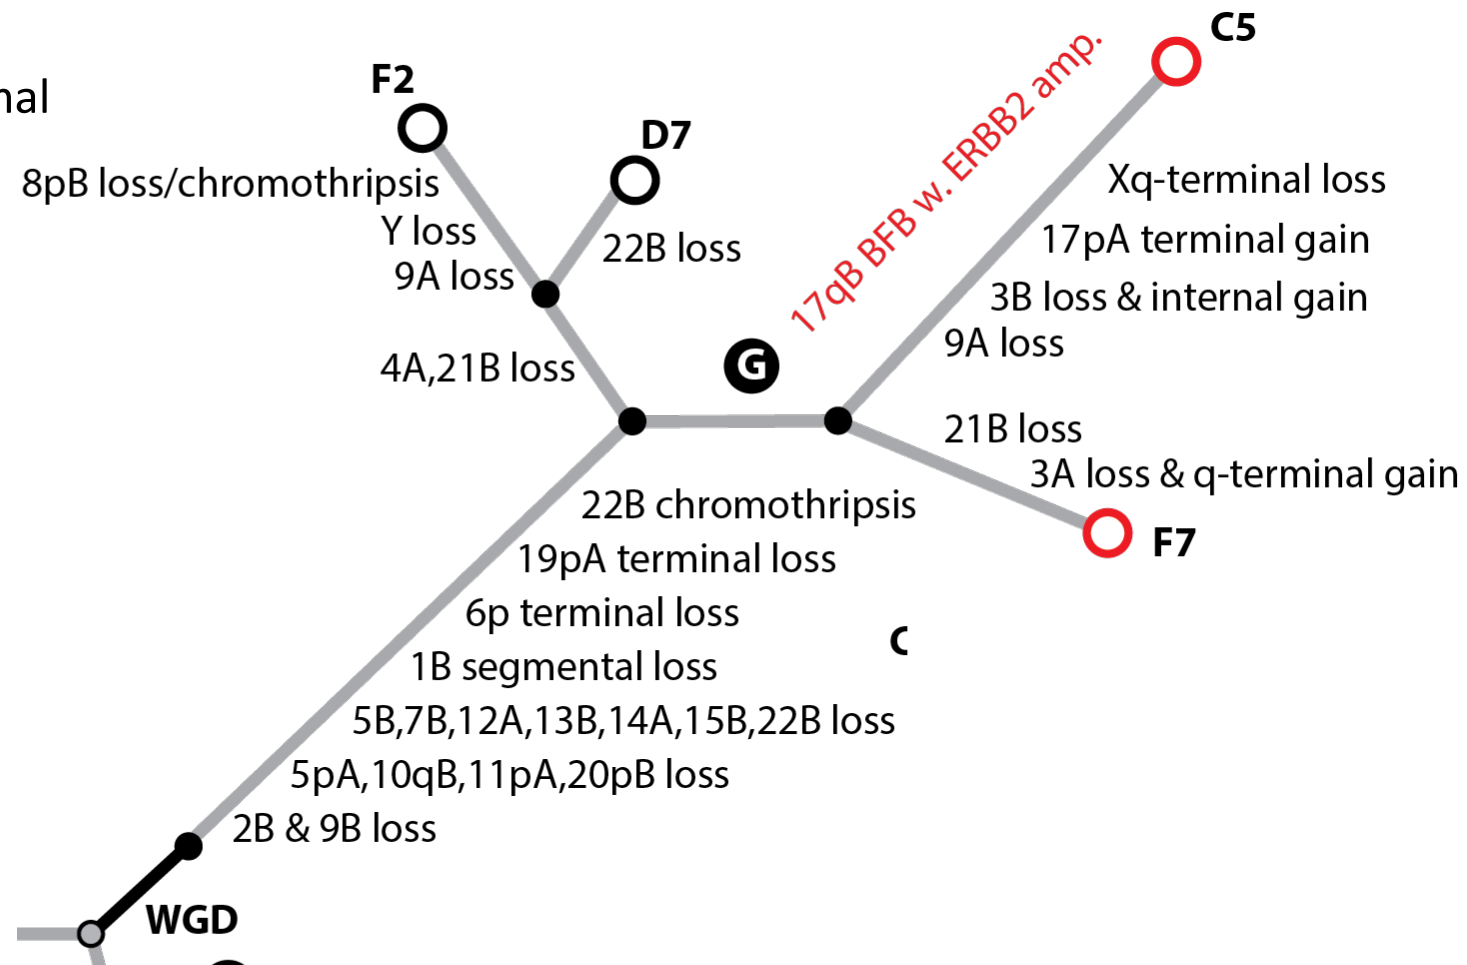 C5
F2
nal
D7
17qB BFB w. ERBB2 amp.
8pB loss/chromothripsis
Xq-terminal loss
Y loss
22B loss
17pA terminal gain
9A loss
3B loss & internal gain
9A loss
G
4A,21B loss
21B loss
3A loss & q-terminal gain
22B chromothripsis
F7
19pA terminal loss
6p terminal loss
1B segmental loss
5B,7B,12A,13B,14A,15B,22B loss
5pA,10qB,11pA,20pB loss
2B & 9B loss
WGD